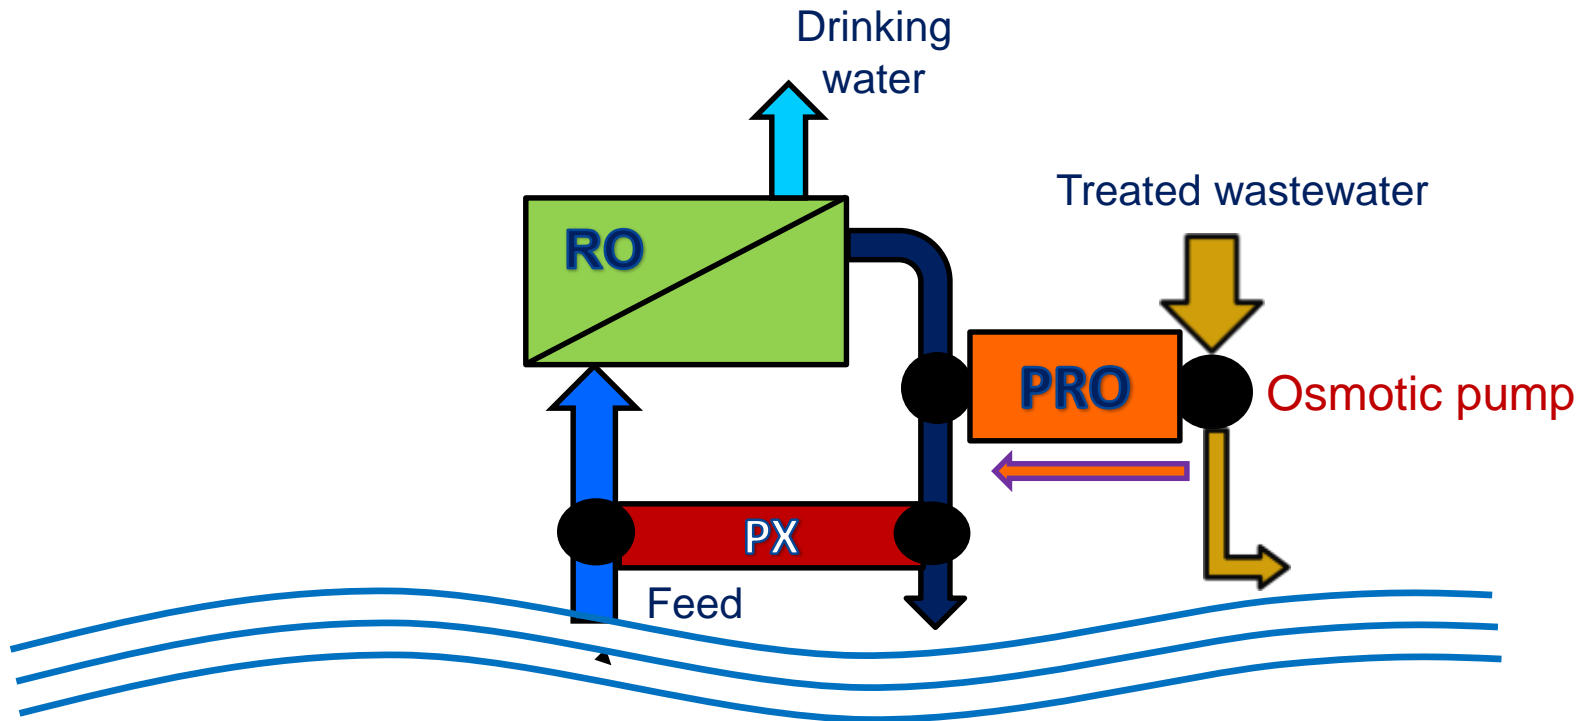 Drinking
water
Treated wastewater
RO
PRO
Osmotic pump
PX
Feed